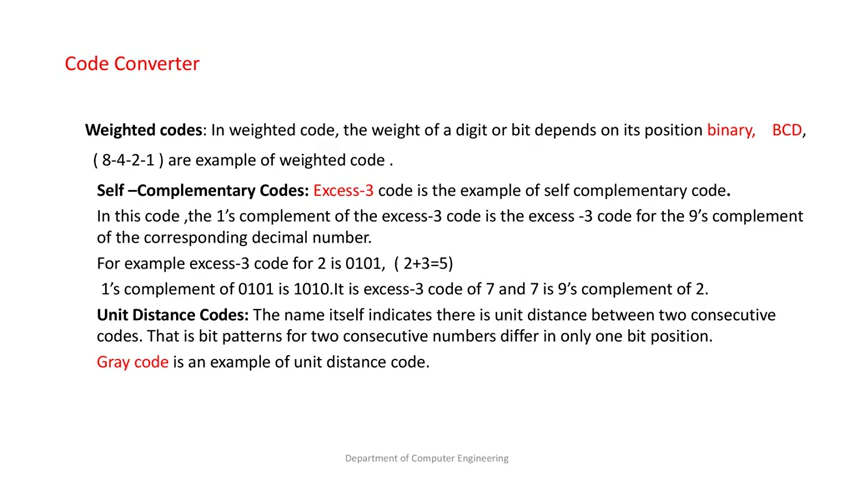 Code Converter
Weighted codes: In weighted code, the weight of a digit or bit depends on its position binary, BCD,
( 8-4-2-1 ) are example of weighted code .
Self –Complementary Codes: Excess-3 code is the example of self complementary code.
In this code ,the 1’s complement of the excess-3 code is the excess -3 code for the 9’s complement
of the corresponding decimal number.
For example excess-3 code for 2 is 0101, ( 2+3=5)
1’s complement of 0101 is 1010.It is excess-3 code of 7 and 7 is 9’s complement of 2.
Unit Distance Codes: The name itself indicates there is unit distance between two consecutive
codes. That is bit patterns for two consecutive numbers differ in only one bit position.
Gray code is an example of unit distance code.
Department of Computer Engineering